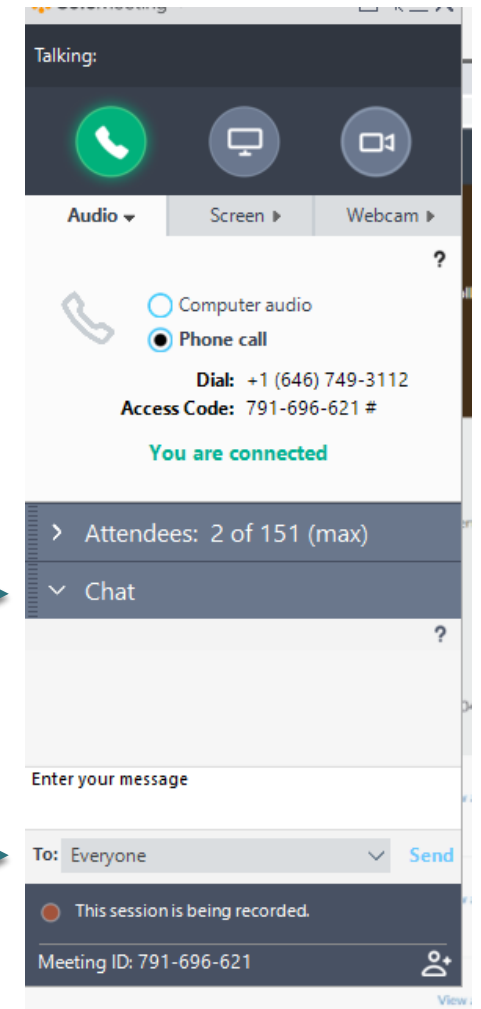 Talking:
Audio Screen Webcam
?
Computer audio
Phone call
Dial: +1 (646) 749-3112
Access Code: 791-696-621 #
You are connected
Attendees: 2 of 151 (max)
Chat
?
Enter your message
To: Everyone Send
This session is being recorded.
Meeting ID: 791-696-621
View